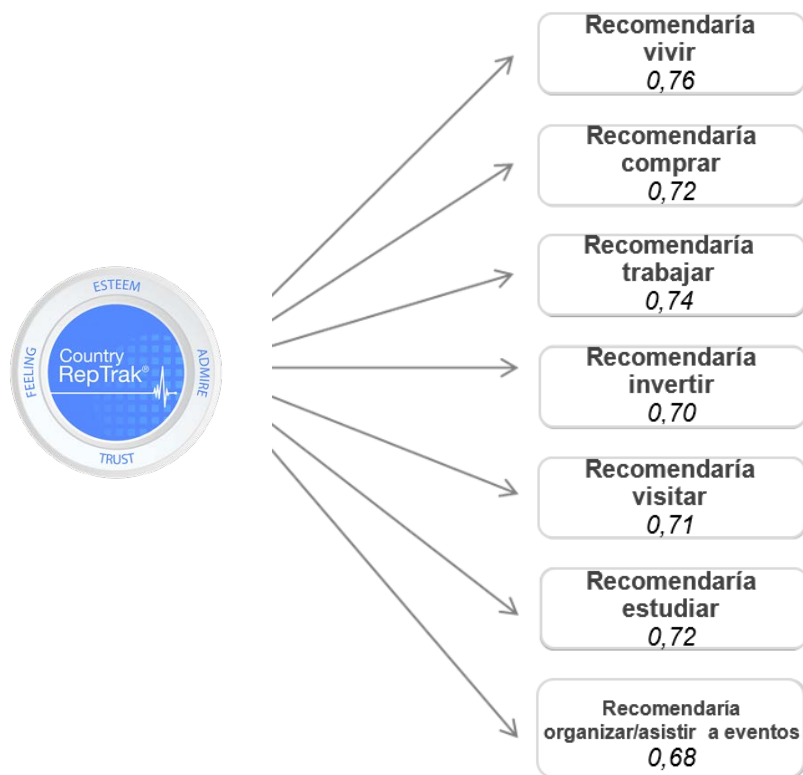 Recomendaría
vivir
0,76
Recomendaría
comprar
0,72
Recomendaría
trabajar
0,74
ESTEEM
FEELING
Country
RepTrak®
ADMIRE
TRUST
Recomendaría
invertir
0,70
Recomendaría
visitar
0,71
Recomendaría
estudiar
0,72
Recomendaría
organizar/asistir a eventos
0,68